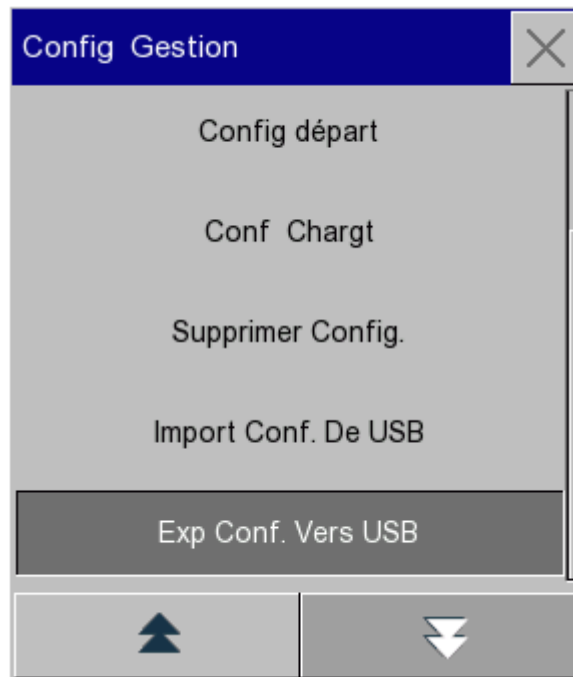 Config Gestion
Config départ
Conf Chargt
Supprimer Config.
Import Conf. De USB
Exp Conf. Vers USB